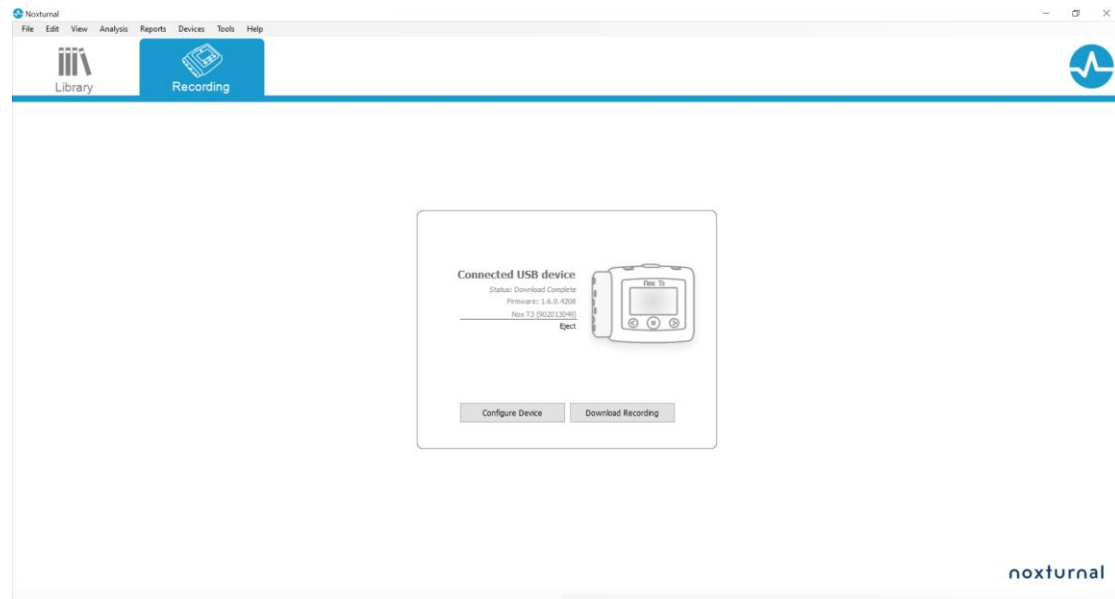 Noxturnal
File Edit View Analysis Reports Devices Tools Help
Library
Recording
Connected USB device
Status: Download Complete
Firmware: 1.6.0.4208
Nox T3 (902013049)
Eject
Nox T3
Configure Device Download Recording
noxturnal